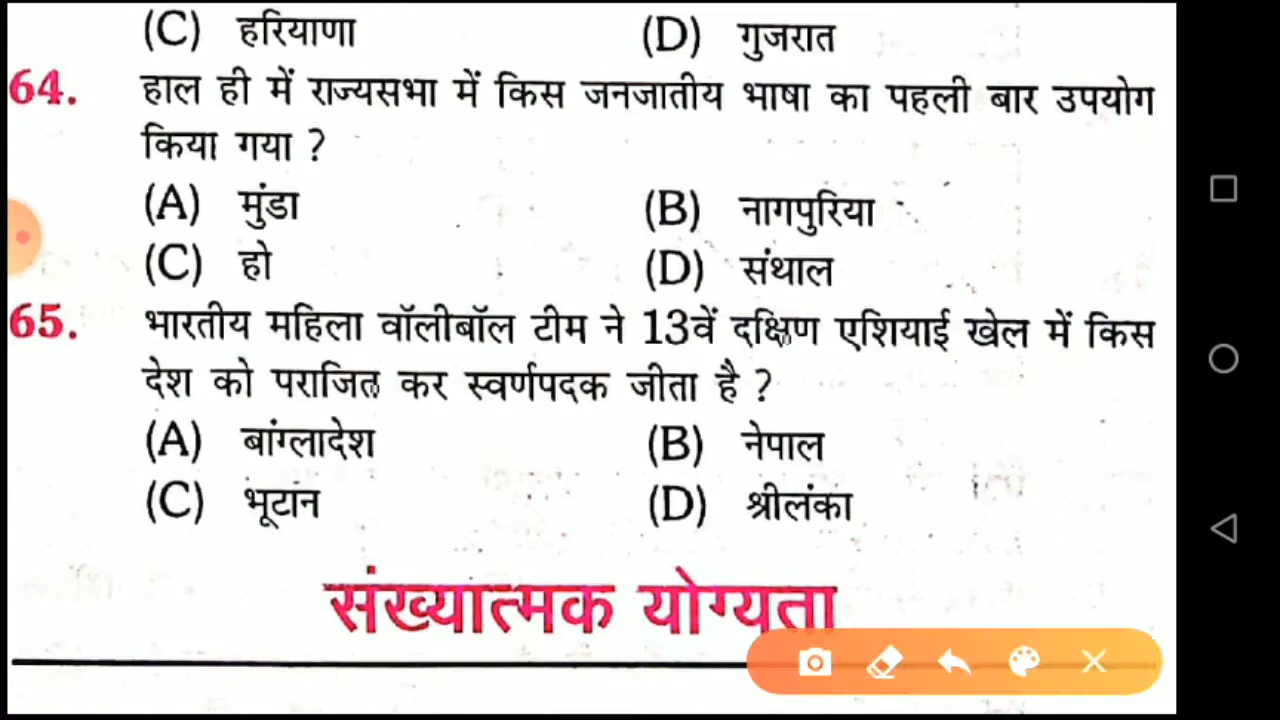 (C) हरियाणा (D) गुजरात
64. हाल ही में राज्यसभा में किस जनजातीय भाषा का पहली बार उपयोग
किया गया ?
(A) मुंडा (B) नागपुरिया
(C) हो (D) संथाल
65. भारतीय महिला वॉलीबॉल टीम ने 13वें दक्षिण एशियाई खेल में किस
देश को पराजित कर स्वर्णपदक जीता है ?
(A) बांग्लादेश (B) नेपाल
(C) भूटान (D) श्रीलंका
संख्यात्मक योग्यता